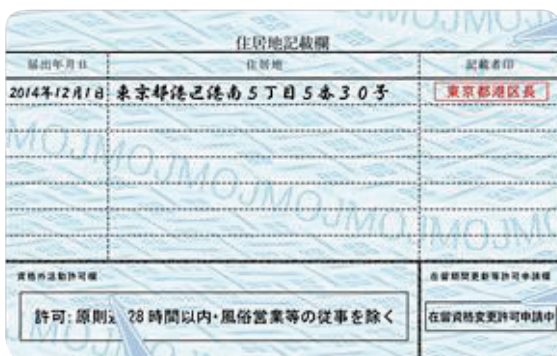 住居地記載欄
届出年月日 住居地 記載者印
2014年12月1日 東京都港区港南5丁目5番30号 東京都港区長
資格外活動許可欄 在留期間更新等許可申請欄
許可:原則週28時間以内・風俗営業等の従事を除く 在留資格変更許可申請中
MOJMOJMOJ